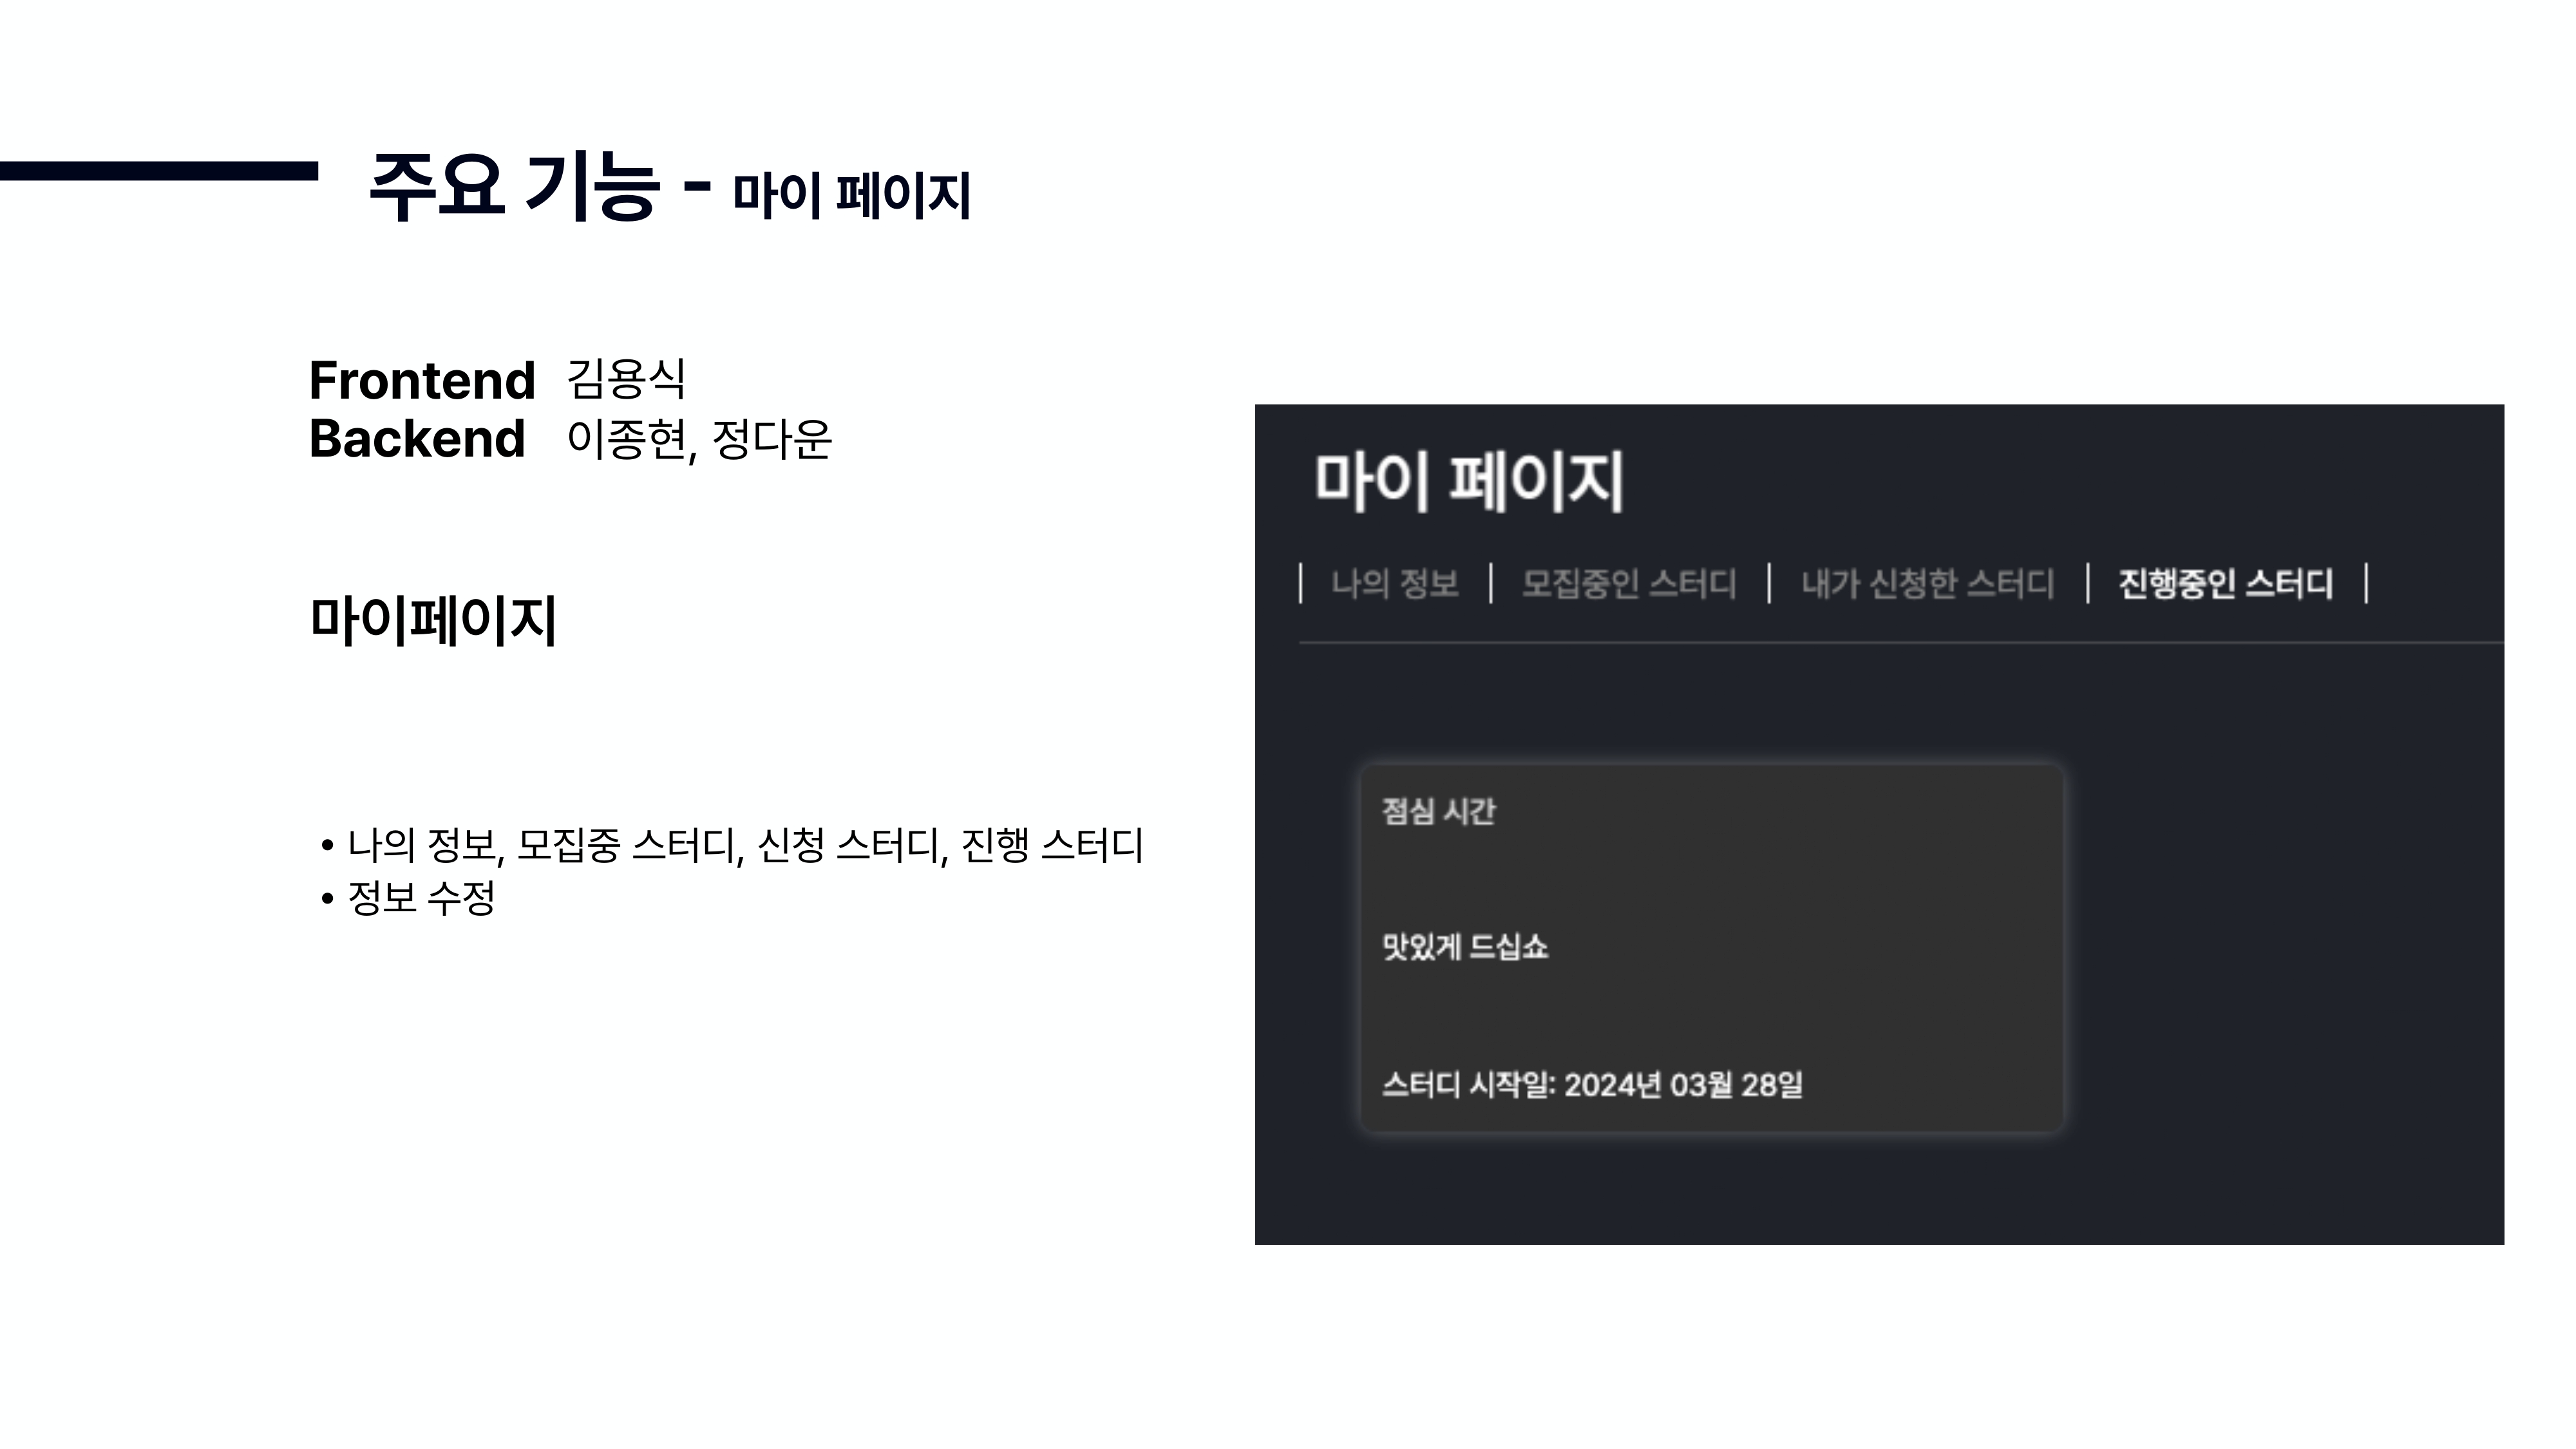 주요 기능 - 마이 페이지
Frontend 김용식
Backend 이종현, 정다운
마이페이지
• 나의 정보, 모집중 스터디, 신청 스터디, 진행 스터디
• 정보 수정
마이 페이지
| 나의 정보 | 모집중인 스터디 | 내가 신청한 스터디 | 진행중인 스터디 |
점심 시간
맛있게 드십쇼
스터디 시작일: 2024년 03월 28일